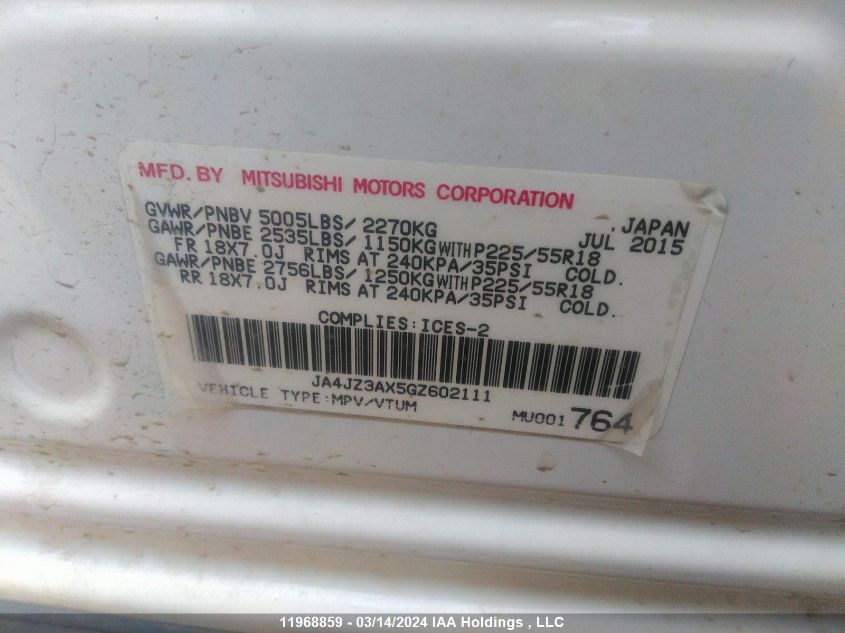 MFD. BY MITSUBISHI MOTORS CORPORATION
GVWR/PNBV 5005LBS/ 2270KG , JAPAN
GAWR/PNBE 2535LBS/ 1150KG WITH P225/55R18 JUL 2015
FR 18X7.0J RIMS AT 240KPA/35PSI COLD.
GAWR/PNBE 2756LBS/ 1250KG WITH P225/55R18
RR 18X7.0J RIMS AT 240KPA/35PSI COLD.
COMPLIES:ICES-2
JA4JZ3AX5GZ602111
VEHICLE TYPE:MPV/VTUM MU001 764
11968859 - 03/14/2024 IAA Holdings , LLC